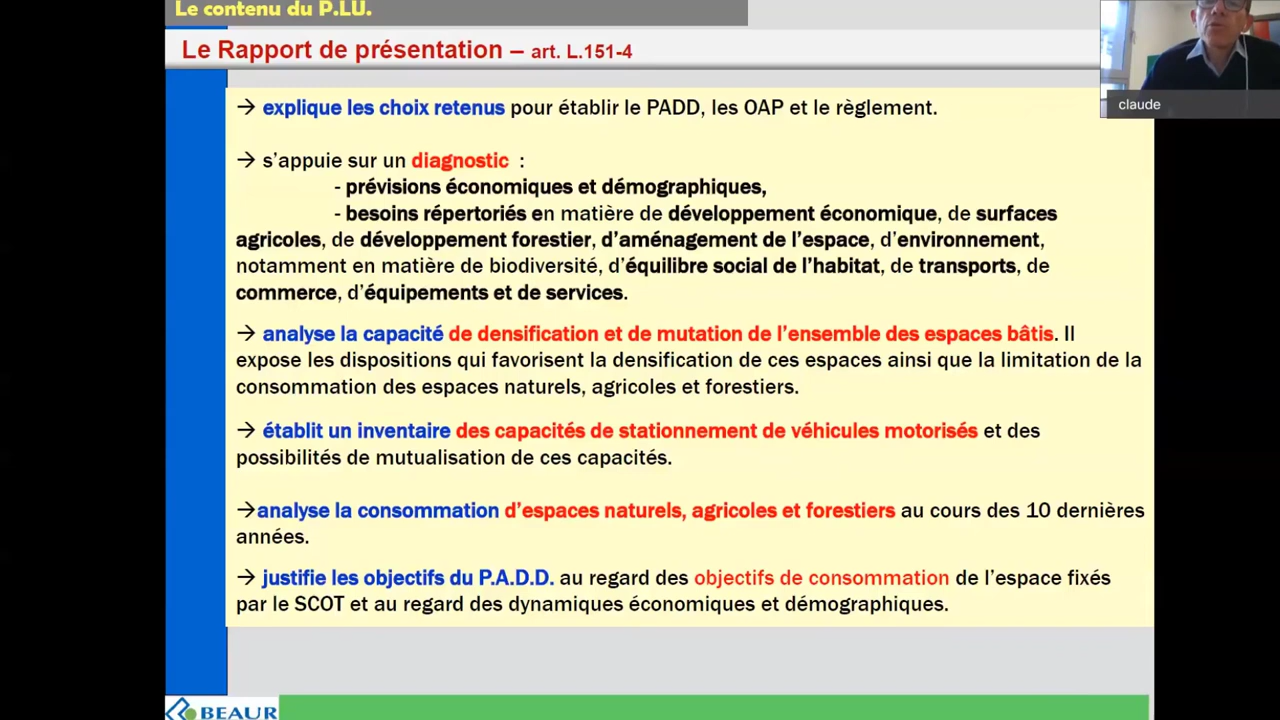 Le contenu du P.LU.
Le Rapport de présentation – art. L.151-4
claude
→ explique les choix retenus pour établir le PADD, les OAP et le règlement.
→ s’appuie sur un diagnostic :
- prévisions économiques et démographiques,
- besoins répertoriés en matière de développement économique, de surfaces
agricoles, de développement forestier, d’aménagement de l’espace, d’environnement,
notamment en matière de biodiversité, d’équilibre social de l’habitat, de transports, de
commerce, d’équipements et de services.
→ analyse la capacité de densification et de mutation de l’ensemble des espaces bâtis. Il
expose les dispositions qui favorisent la densification de ces espaces ainsi que la limitation de la
consommation des espaces naturels, agricoles et forestiers.
→ établit un inventaire des capacités de stationnement de véhicules motorisés et des
possibilités de mutualisation de ces capacités.
→analyse la consommation d’espaces naturels, agricoles et forestiers au cours des 10 dernières
années.
→ justifie les objectifs du P.A.D.D. au regard des objectifs de consommation de l’espace fixés
par le SCOT et au regard des dynamiques économiques et démographiques.
BEAUR